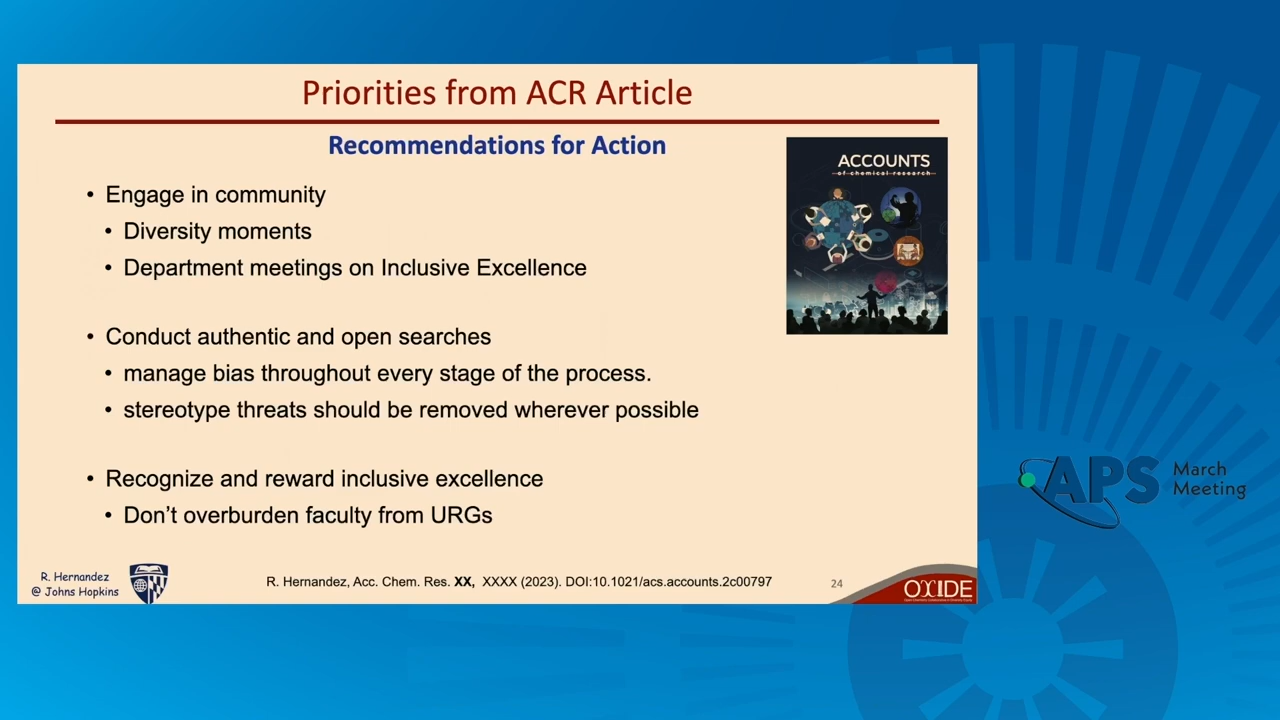 Priorities from ACR Article
Recommendations for Action
ACCOUNTS
of chemical research
• Engage in community
• Diversity moments
• Department meetings on Inclusive Excellence
• Conduct authentic and open searches
• manage bias throughout every stage of the process.
• stereotype threats should be removed wherever possible
• Recognize and reward inclusive excellence
• Don't overburden faculty from URGs
R. Hernandez
@ Johns Hopkins
R. Hernandez, Acc. Chem. Res. XX, XXXX (2023). DOI:10.1021/acs.accounts.2c00797
24
OXIDE
APS March
Meeting